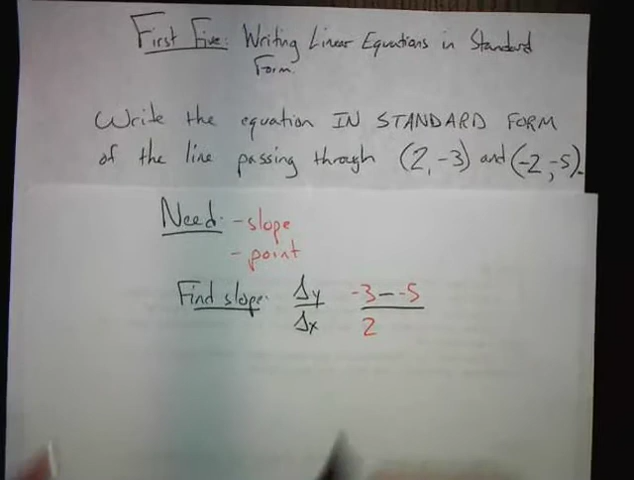 First Five: Writing Linear Equations in Standard
Form.
Write the equation IN STANDARD FORM
of the line passing through (2,-3) and (-2,-5).
Need: -slope
- point
Find slope: Δy -3--5
Δx 2